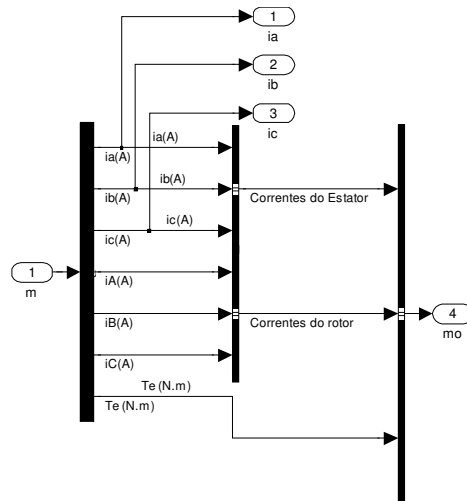 1
ia
2
ib
3
ic
ia(A)
ia(A)
ib(A)
ib(A)
Correntes do Estator
ic(A)
ic(A)
1
m
iA(A)
iB(A)
Correntes do rotor
4
mo
iC(A)
Te(N.m)
Te(N.m)